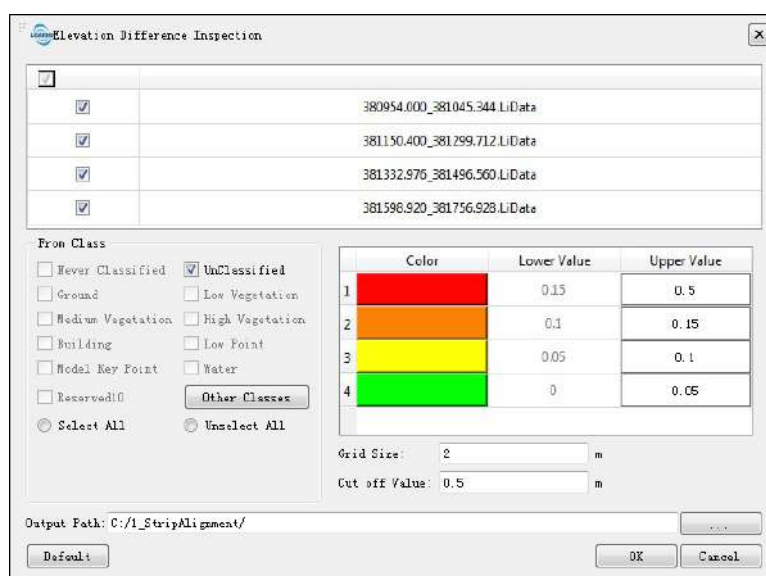 Elevation Difference Inspection
380954.000_381045.344.LiData
381150.400_381299.712.LiData
381332.976_381496.560.LiData
381598.920_381756.928.LiData
From Class
Never Classified UnClassified
Ground Low Vegetation
Medium Vegetation High Vegetation
Building Low Point
Model Key Point Water
Reserved10 Other Classes
Select All Unselect All
Color Lower Value Upper Value
1 0.15 0.5
2 0.1 0.15
3 0.05 0.1
4 0 0.05
Grid Size: 2 m
Cut off Value: 0.5 m
Output Path: C:/1_StripAlignment/ ...
Default OK Cancel